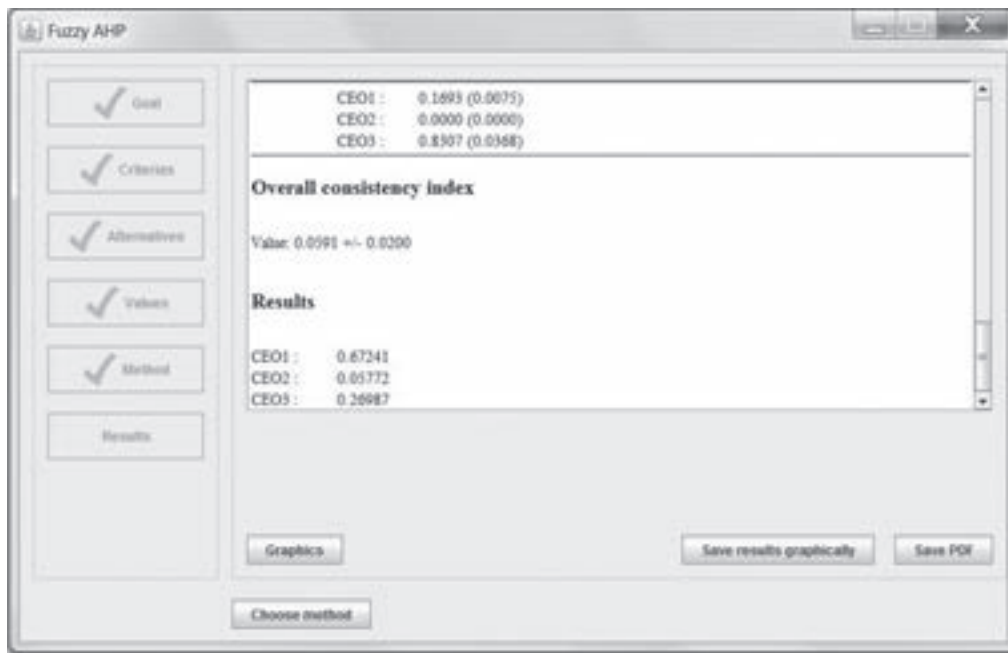 Fuzzy AHP
Goal
Criteries
Alternatives
Values
Method
Results
CEO1 : 0.1693 (0.0075)
CEO2 : 0.0000 (0.0000)
CEO3 : 0.8307 (0.0368)
Overall consistency index
Value: 0.0591 +/- 0.0200
Results
CEO1 : 0.67241
CEO2 : 0.05772
CEO3 : 0.26987
Graphics
Save results graphically
Save PDF
Choose method